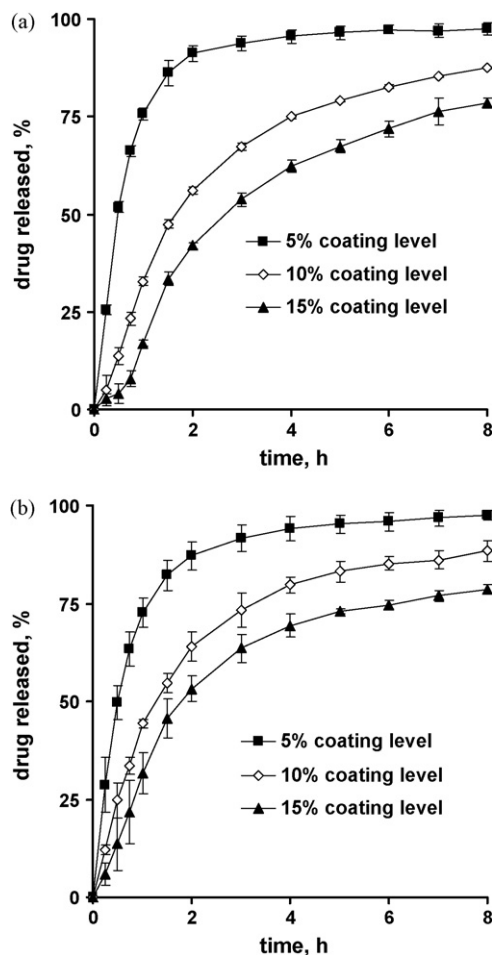 (a)
100
75
50
25
0
drug released, %
5% coating level
10% coating level
15% coating level
0 2 4 6 8
time, h
(b)
100
75
50
25
0
drug released, %
5% coating level
10% coating level
15% coating level
0 2 4 6 8
time, h